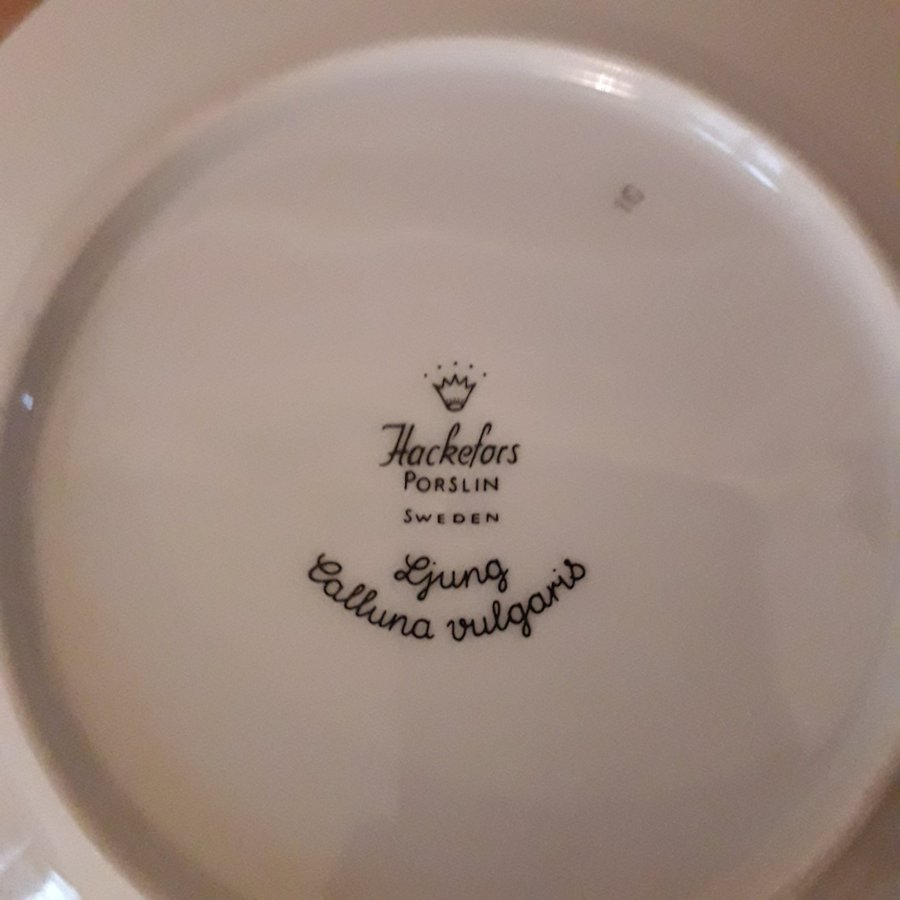 Hackefors
PORSLIN
SWEDEN
Ljung
Calluna vulgaris